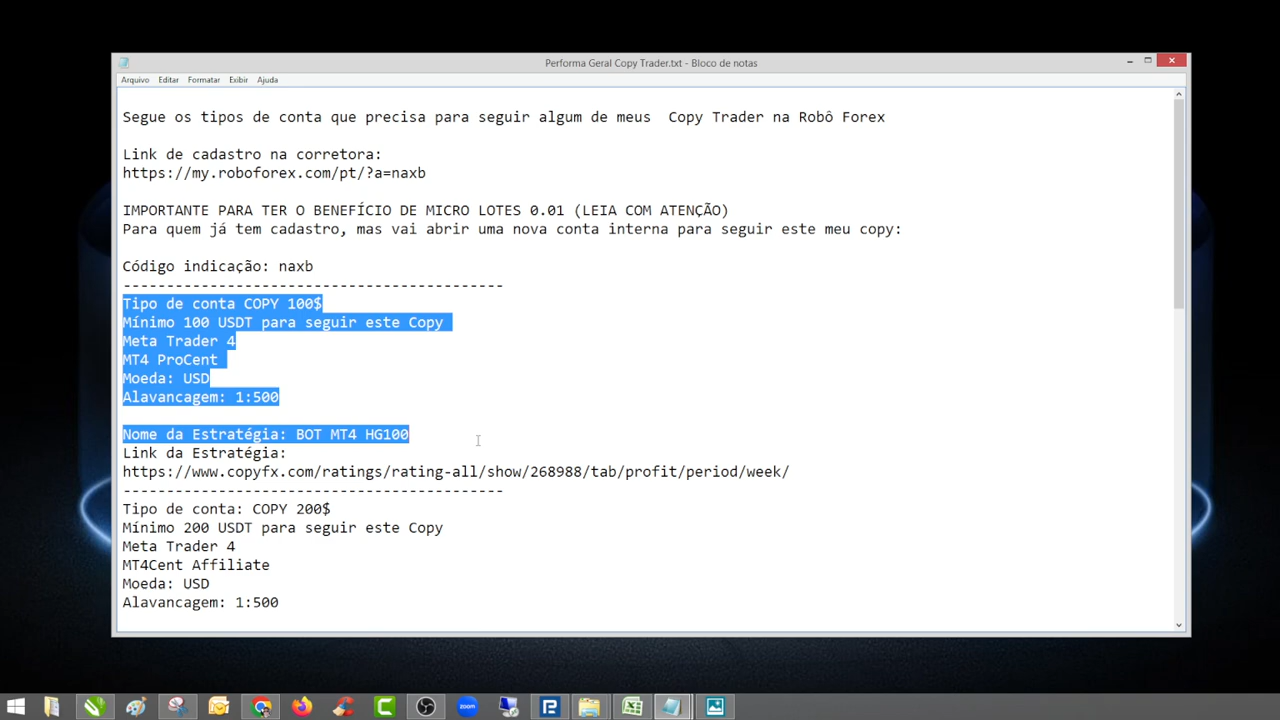 Performa Geral Copy Trader.txt - Bloco de notas
Arquivo Editar Formatar Exibir Ajuda
Segue os tipos de conta que precisa para seguir algum de meus  Copy Trader na Robô Forex
Link de cadastro na corretora:
https://my.roboforex.com/pt/?a=naxb
IMPORTANTE PARA TER O BENEFÍCIO DE MICRO LOTES 0.01 (LEIA COM ATENÇÃO)
Para quem já tem cadastro, mas vai abrir uma nova conta interna para seguir este meu copy:
Código indicação: naxb
--------------------------------------------
Tipo de conta COPY 100$
Mínimo 100 USDT para seguir este Copy
Meta Trader 4
MT4 ProCent
Moeda: USD
Alavancagem: 1:500
Nome da Estratégia: BOT MT4 HG100
Link da Estratégia:
https://www.copyfx.com/ratings/rating-all/show/268988/tab/profit/period/week/
--------------------------------------------
Tipo de conta: COPY 200$
Mínimo 200 USDT para seguir este Copy
Meta Trader 4
MT4Cent Affiliate
Moeda: USD
Alavancagem: 1:500
zoom